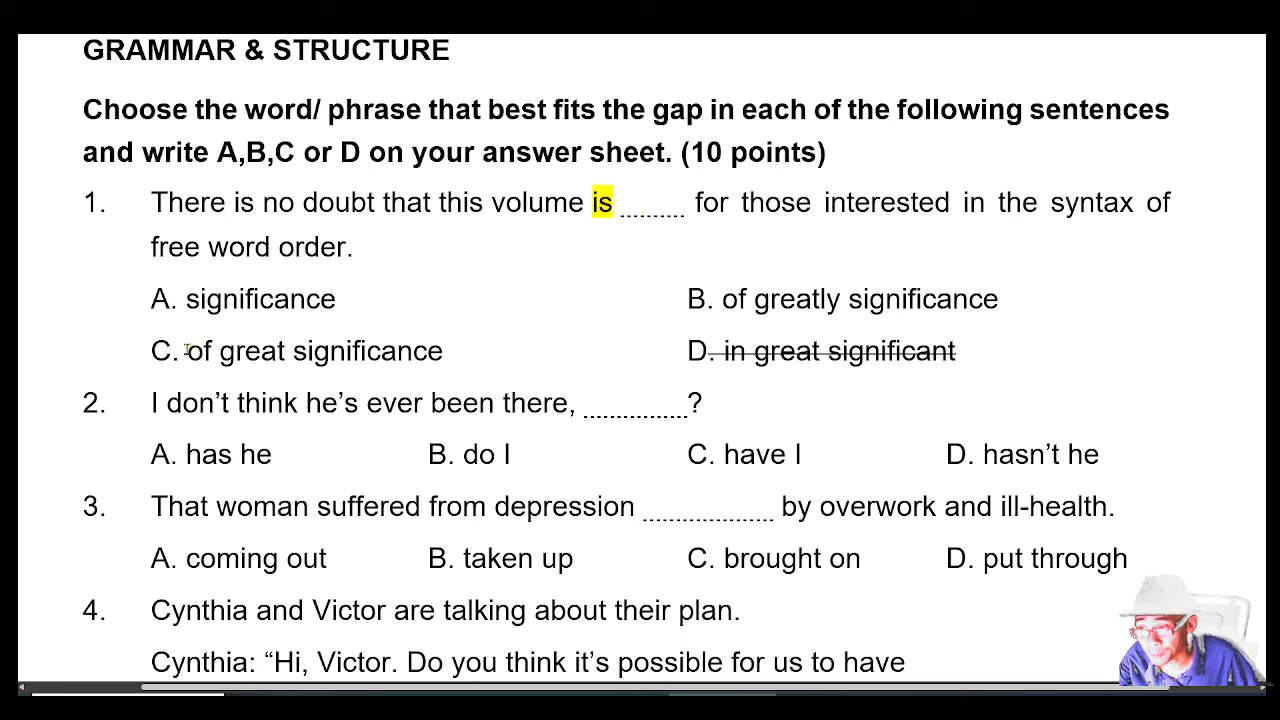 GRAMMAR & STRUCTURE
Choose the word/ phrase that best fits the gap in each of the following sentences
and write A,B,C or D on your answer sheet. (10 points)
1. There is no doubt that this volume is ......... for those interested in the syntax of
free word order.
A. significance B. of greatly significance
C. of great significance D. in great significant
2. I don’t think he’s ever been there, ...............?
A. has he B. do I C. have I D. hasn’t he
3. That woman suffered from depression ................... by overwork and ill-health.
A. coming out B. taken up C. brought on D. put through
4. Cynthia and Victor are talking about their plan.
Cynthia: “Hi, Victor. Do you think it’s possible for us to have